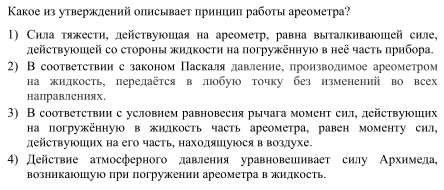 Какое из утверждений описывает принцип работы ареометра?
1) Сила тяжести, действующая на ареометр, равна выталкивающей силе,
действующей со стороны жидкости на погружённую в неё часть прибора.
2) В соответствии с законом Паскаля давление, производимое ареометром
на жидкость, передаётся в любую точку без изменений во всех
направлениях.
3) В соответствии с условием равновесия рычага момент сил, действующих
на погружённую в жидкость часть ареометра, равен моменту сил,
действующих на его часть, находящуюся в воздухе.
4) Действие атмосферного давления уравновешивает силу Архимеда,
возникающую при погружении ареометра в жидкость.